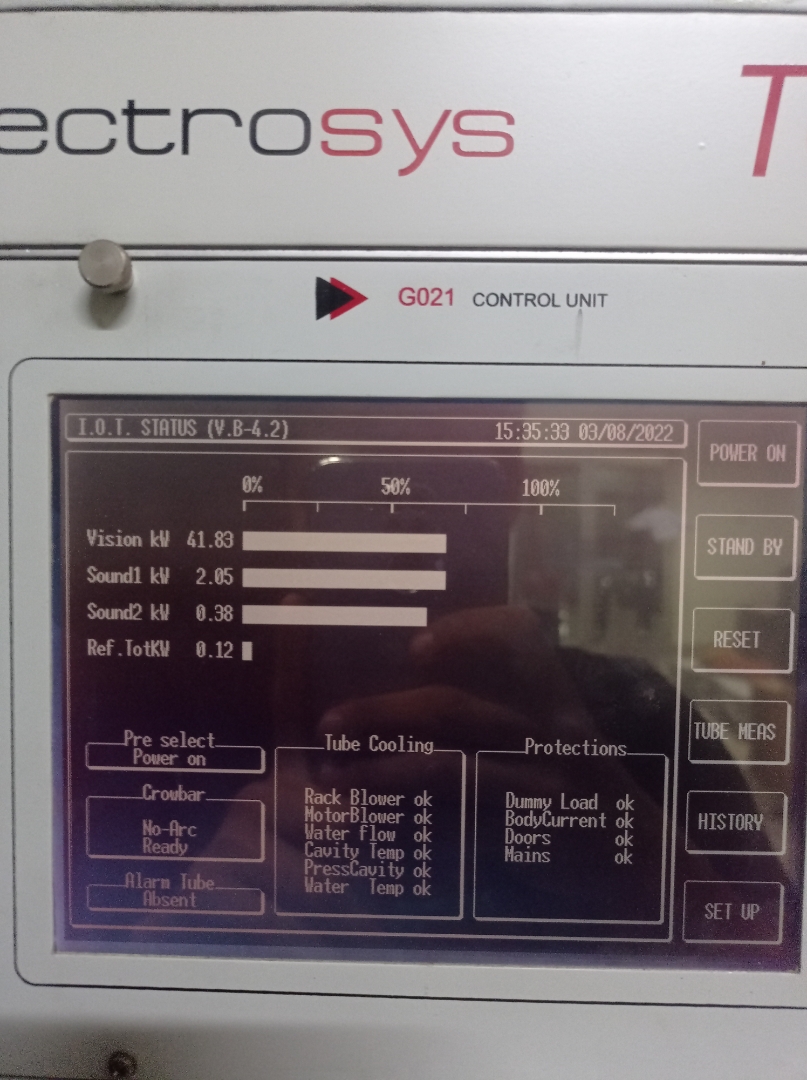 ectrosys T
G021 CONTROL UNIT
I.O.T. STATUS (V.B-4.2) 15:35:33 03/08/2022
POWER ON
0% 50% 100%
Vision kW 41.83
STAND BY
Sound1 kW 2.05
Sound2 kW 0.38
RESET
Ref.TotKW 0.12
TUBE MEAS
Pre select
Power on
Crowbar
No-Arc
Ready
Alarm Tube
Absent
Tube Cooling
Rack Blower ok
MotorBlower ok
Water flow ok
Cavity Temp ok
PressCavity ok
Water Temp ok
Protections
Dummy Load ok
BodyCurrent ok
Doors ok
Mains ok
HISTORY
SET UP